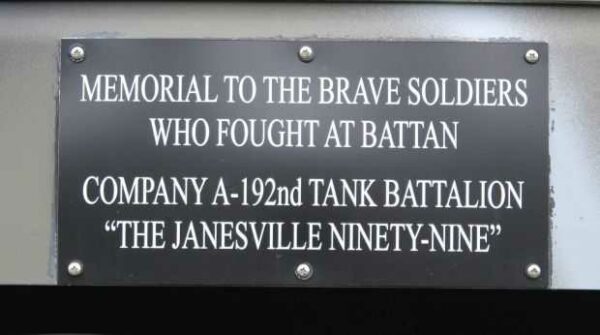 MEMORIAL TO THE BRAVE SOLDIERS
WHO FOUGHT AT BATTAN
COMPANY A-192nd TANK BATTALION
“THE JANESVILLE NINETY-NINE”